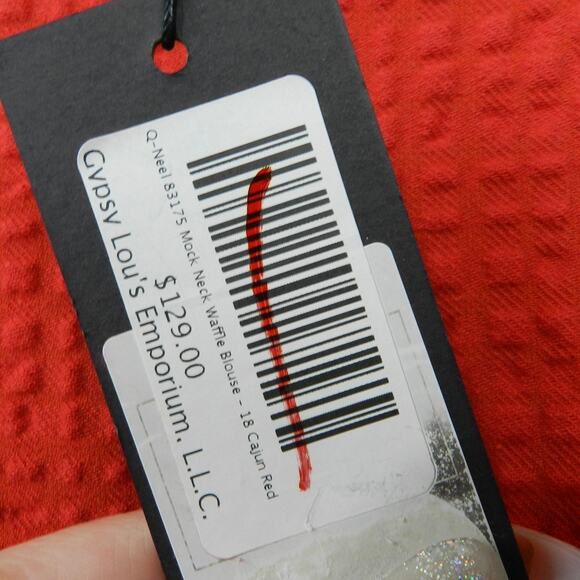 Q-Neel 83175 Mock Neck Waffle Blouse - 18 Cajun Red
$129.00
Gypsy Lou's Emporium. L.L.C.